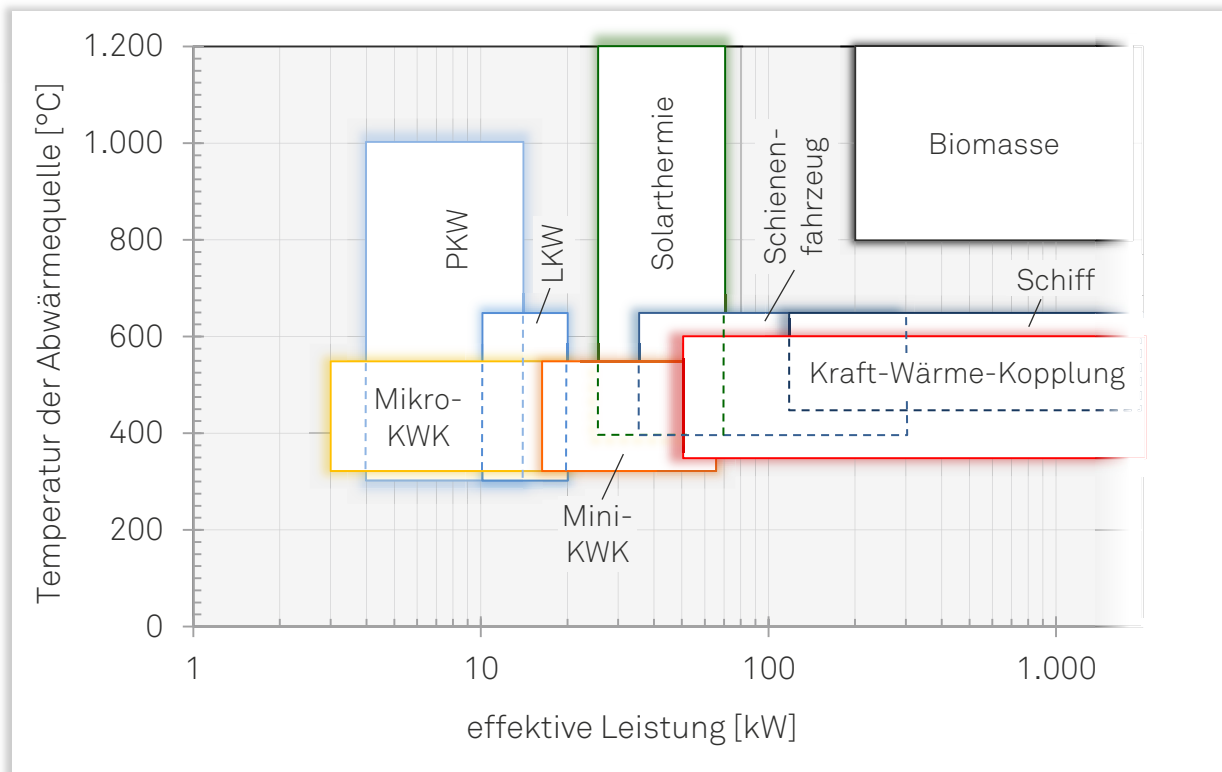 Temperatur der Abwärmequelle [°C]
1.200
1.000
800
600
400
200
0
1
10
100
1.000
effektive Leistung [kW]
PKW
LKW
Solarthermie
Schienen-
fahrzeug
Biomasse
Schiff
Mikro-
KWK
Kraft-Wärme-Kopplung
Mini-
KWK